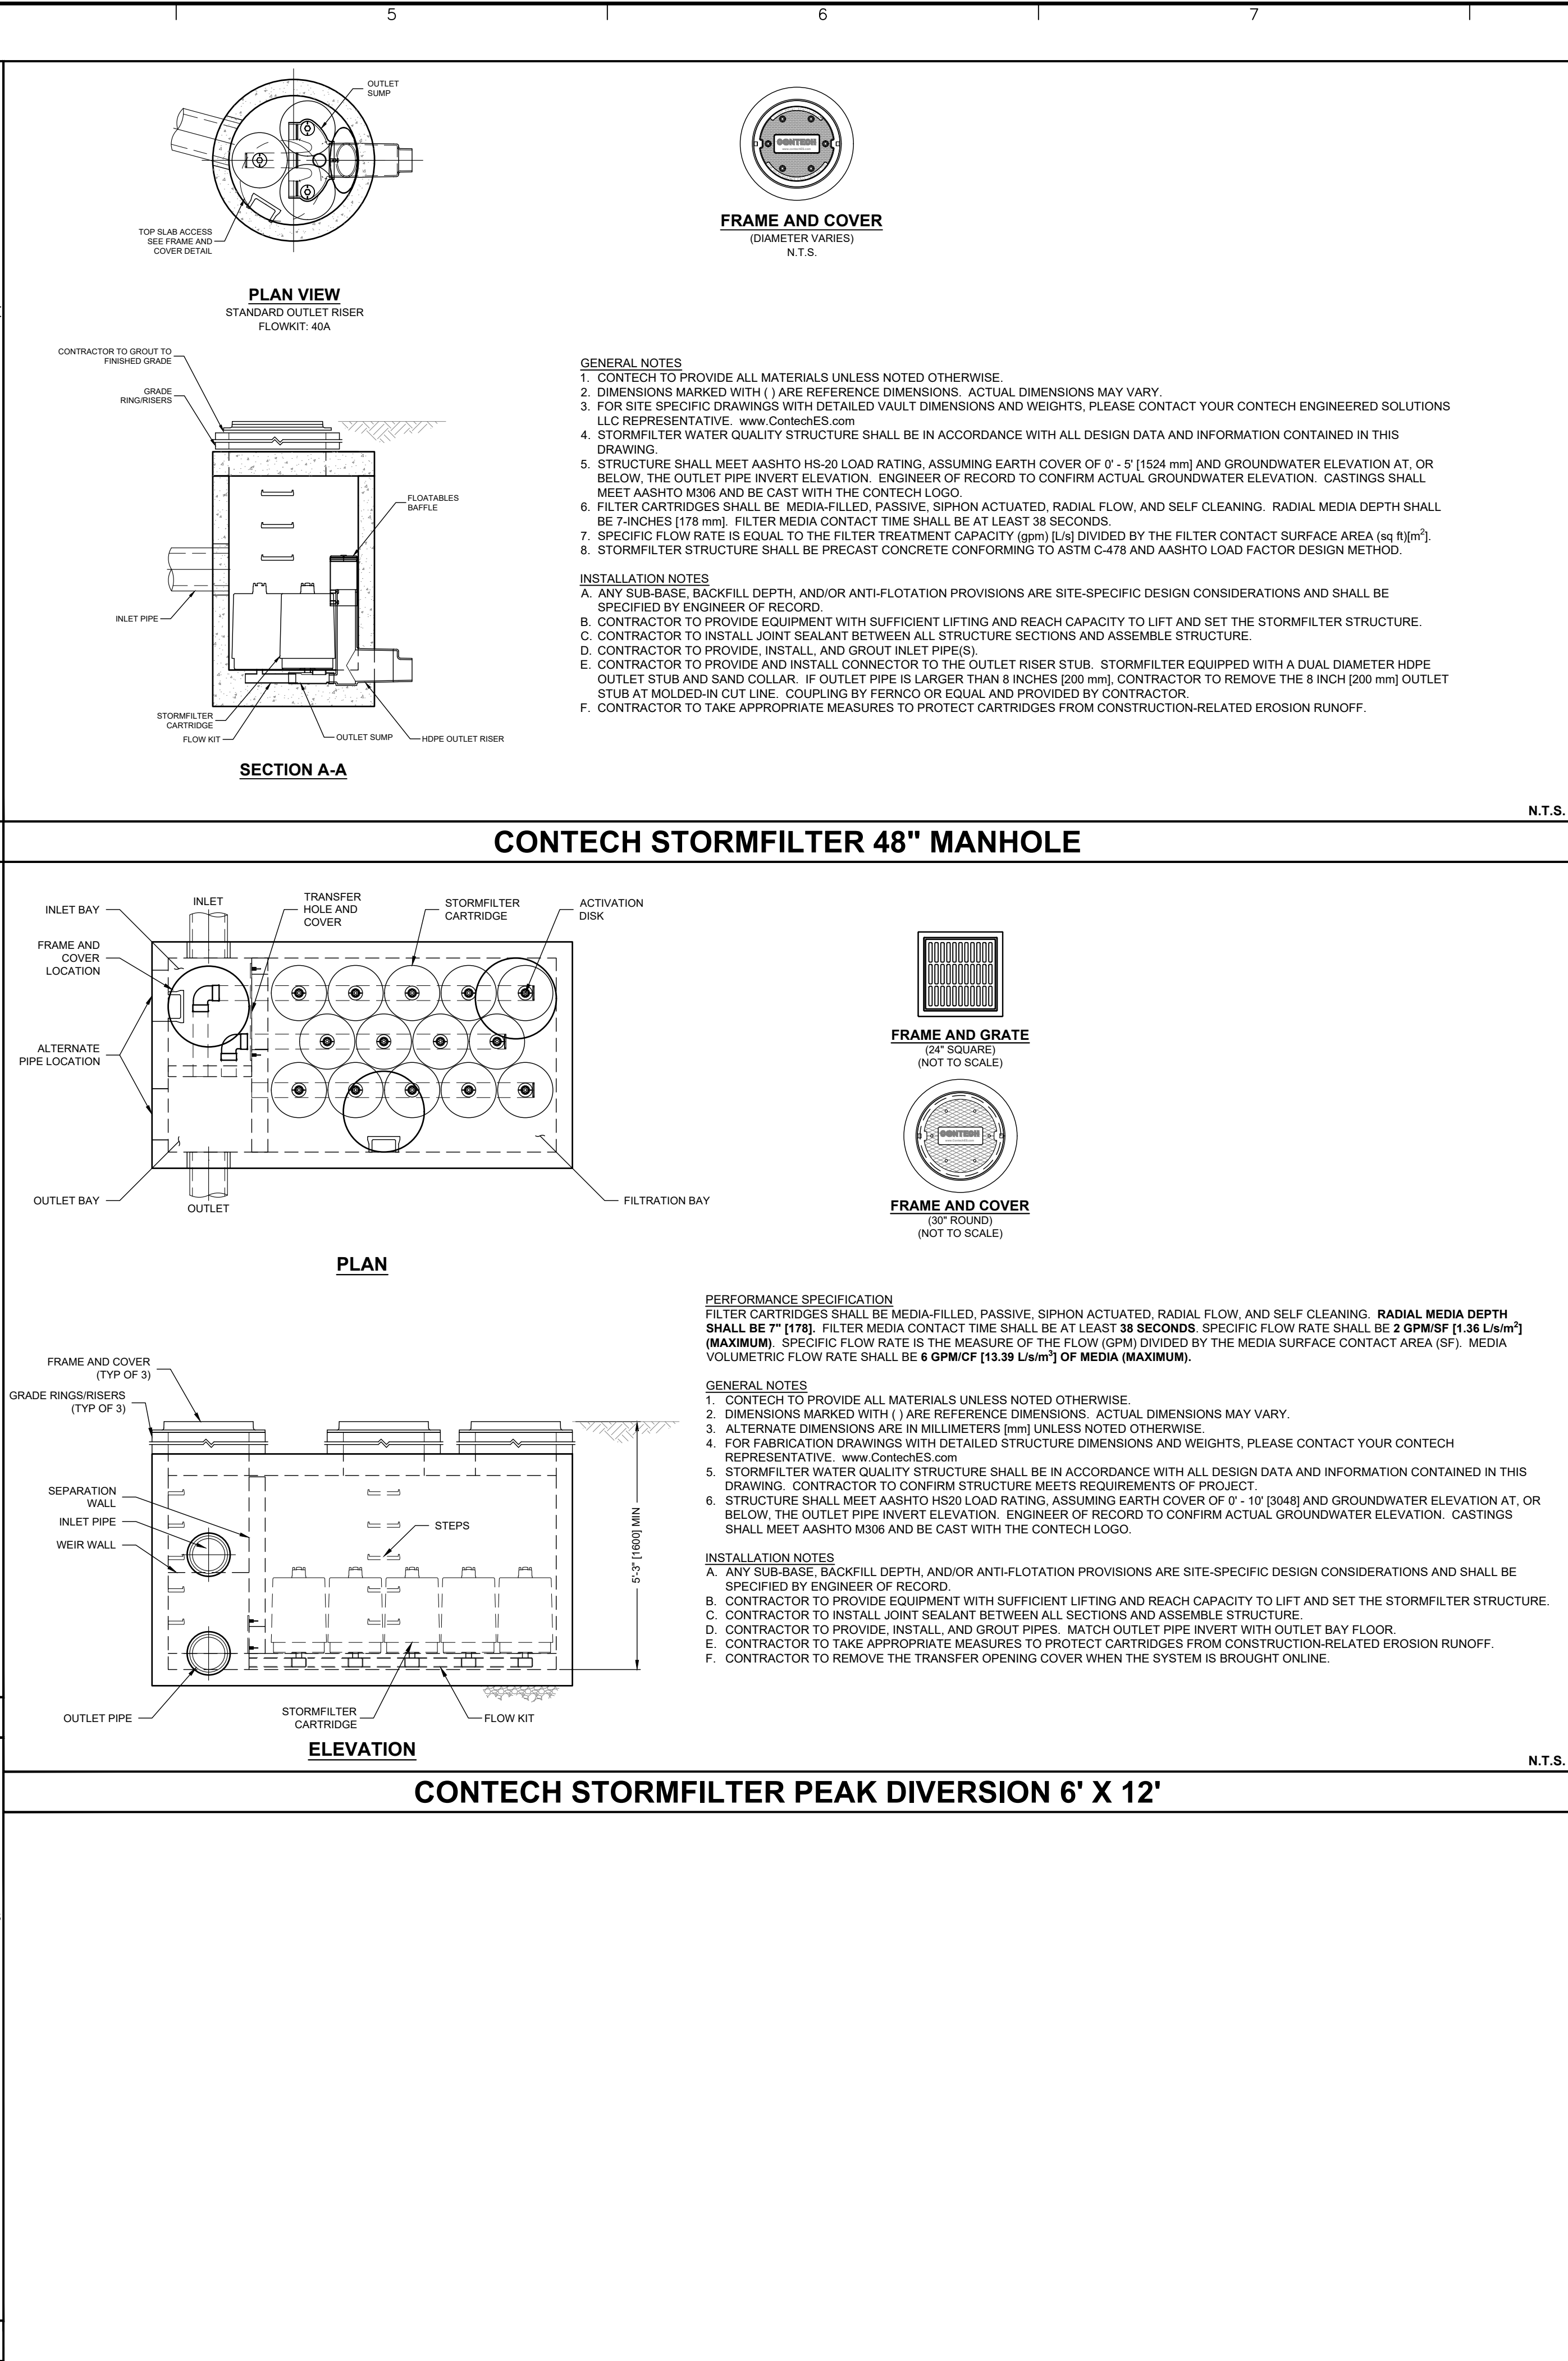 5
6
7
OUTLET
SUMP
TOP SLAB ACCESS
SEE FRAME AND
COVER DETAIL
PLAN VIEW
STANDARD OUTLET RISER
FLOWKIT: 40A
CONTECH
www.ContechES.com
FRAME AND COVER
(DIAMETER VARIES)
N.T.S.
CONTRACTOR TO GROUT TO
FINISHED GRADE
GRADE
RING/RISERS
FLOATABLES
BAFFLE
INLET PIPE
STORMFILTER
CARTRIDGE
FLOW KIT
OUTLET SUMP
HDPE OUTLET RISER
SECTION A-A
GENERAL NOTES
1. CONTECH TO PROVIDE ALL MATERIALS UNLESS NOTED OTHERWISE.
2. DIMENSIONS MARKED WITH ( ) ARE REFERENCE DIMENSIONS. ACTUAL DIMENSIONS MAY VARY.
3. FOR SITE SPECIFIC DRAWINGS WITH DETAILED VAULT DIMENSIONS AND WEIGHTS, PLEASE CONTACT YOUR CONTECH ENGINEERED SOLUTIONS
LLC REPRESENTATIVE. www.ContechES.com
4. STORMFILTER WATER QUALITY STRUCTURE SHALL BE IN ACCORDANCE WITH ALL DESIGN DATA AND INFORMATION CONTAINED IN THIS
DRAWING.
5. STRUCTURE SHALL MEET AASHTO HS-20 LOAD RATING, ASSUMING EARTH COVER OF 0' - 5' [1524 mm] AND GROUNDWATER ELEVATION AT, OR
BELOW, THE OUTLET PIPE INVERT ELEVATION. ENGINEER OF RECORD TO CONFIRM ACTUAL GROUNDWATER ELEVATION. CASTINGS SHALL
MEET AASHTO M306 AND BE CAST WITH THE CONTECH LOGO.
6. FILTER CARTRIDGES SHALL BE MEDIA-FILLED, PASSIVE, SIPHON ACTUATED, RADIAL FLOW, AND SELF CLEANING. RADIAL MEDIA DEPTH SHALL
BE 7-INCHES [178 mm]. FILTER MEDIA CONTACT TIME SHALL BE AT LEAST 38 SECONDS.
7. SPECIFIC FLOW RATE IS EQUAL TO THE FILTER TREATMENT CAPACITY (gpm) [L/s] DIVIDED BY THE FILTER CONTACT SURFACE AREA (sq ft)[m²].
8. STORMFILTER STRUCTURE SHALL BE PRECAST CONCRETE CONFORMING TO ASTM C-478 AND AASHTO LOAD FACTOR DESIGN METHOD.
INSTALLATION NOTES
A. ANY SUB-BASE, BACKFILL DEPTH, AND/OR ANTI-FLOTATION PROVISIONS ARE SITE-SPECIFIC DESIGN CONSIDERATIONS AND SHALL BE
SPECIFIED BY ENGINEER OF RECORD.
B. CONTRACTOR TO PROVIDE EQUIPMENT WITH SUFFICIENT LIFTING AND REACH CAPACITY TO LIFT AND SET THE STORMFILTER STRUCTURE.
C. CONTRACTOR TO INSTALL JOINT SEALANT BETWEEN ALL STRUCTURE SECTIONS AND ASSEMBLE STRUCTURE.
D. CONTRACTOR TO PROVIDE, INSTALL, AND GROUT INLET PIPE(S).
E. CONTRACTOR TO PROVIDE AND INSTALL CONNECTOR TO THE OUTLET RISER STUB. STORMFILTER EQUIPPED WITH A DUAL DIAMETER HDPE
OUTLET STUB AND SAND COLLAR. IF OUTLET PIPE IS LARGER THAN 8 INCHES [200 mm], CONTRACTOR TO REMOVE THE 8 INCH [200 mm] OUTLET
STUB AT MOLDED-IN CUT LINE. COUPLING BY FERNCO OR EQUAL AND PROVIDED BY CONTRACTOR.
F. CONTRACTOR TO TAKE APPROPRIATE MEASURES TO PROTECT CARTRIDGES FROM CONSTRUCTION-RELATED EROSION RUNOFF.
N.T.S.
CONTECH STORMFILTER 48" MANHOLE
INLET BAY
INLET
TRANSFER
HOLE AND
COVER
STORMFILTER
CARTRIDGE
ACTIVATION
DISK
FRAME AND
COVER
LOCATION
ALTERNATE
PIPE LOCATION
OUTLET BAY
OUTLET
FILTRATION BAY
PLAN
FRAME AND GRATE
(24" SQUARE)
(NOT TO SCALE)
CONTECH
www.ContechES.com
FRAME AND COVER
(30" ROUND)
(NOT TO SCALE)
FRAME AND COVER
(TYP OF 3)
GRADE RINGS/RISERS
(TYP OF 3)
SEPARATION
WALL
INLET PIPE
WEIR WALL
STEPS
5'-3" [1600] MIN
OUTLET PIPE
STORMFILTER
CARTRIDGE
FLOW KIT
ELEVATION
PERFORMANCE SPECIFICATION
FILTER CARTRIDGES SHALL BE MEDIA-FILLED, PASSIVE, SIPHON ACTUATED, RADIAL FLOW, AND SELF CLEANING. RADIAL MEDIA DEPTH
SHALL BE 7" [178]. FILTER MEDIA CONTACT TIME SHALL BE AT LEAST 38 SECONDS. SPECIFIC FLOW RATE SHALL BE 2 GPM/SF [1.36 L/s/m²]
(MAXIMUM). SPECIFIC FLOW RATE IS THE MEASURE OF THE FLOW (GPM) DIVIDED BY THE MEDIA SURFACE CONTACT AREA (SF). MEDIA
VOLUMETRIC FLOW RATE SHALL BE 6 GPM/CF [13.39 L/s/m³] OF MEDIA (MAXIMUM).
GENERAL NOTES
1. CONTECH TO PROVIDE ALL MATERIALS UNLESS NOTED OTHERWISE.
2. DIMENSIONS MARKED WITH ( ) ARE REFERENCE DIMENSIONS. ACTUAL DIMENSIONS MAY VARY.
3. ALTERNATE DIMENSIONS ARE IN MILLIMETERS [mm] UNLESS NOTED OTHERWISE.
4. FOR FABRICATION DRAWINGS WITH DETAILED STRUCTURE DIMENSIONS AND WEIGHTS, PLEASE CONTACT YOUR CONTECH
REPRESENTATIVE. www.ContechES.com
5. STORMFILTER WATER QUALITY STRUCTURE SHALL BE IN ACCORDANCE WITH ALL DESIGN DATA AND INFORMATION CONTAINED IN THIS
DRAWING. CONTRACTOR TO CONFIRM STRUCTURE MEETS REQUIREMENTS OF PROJECT.
6. STRUCTURE SHALL MEET AASHTO HS20 LOAD RATING, ASSUMING EARTH COVER OF 0' - 10' [3048] AND GROUNDWATER ELEVATION AT, OR
BELOW, THE OUTLET PIPE INVERT ELEVATION. ENGINEER OF RECORD TO CONFIRM ACTUAL GROUNDWATER ELEVATION. CASTINGS
SHALL MEET AASHTO M306 AND BE CAST WITH THE CONTECH LOGO.
INSTALLATION NOTES
A. ANY SUB-BASE, BACKFILL DEPTH, AND/OR ANTI-FLOTATION PROVISIONS ARE SITE-SPECIFIC DESIGN CONSIDERATIONS AND SHALL BE
SPECIFIED BY ENGINEER OF RECORD.
B. CONTRACTOR TO PROVIDE EQUIPMENT WITH SUFFICIENT LIFTING AND REACH CAPACITY TO LIFT AND SET THE STORMFILTER STRUCTURE.
C. CONTRACTOR TO INSTALL JOINT SEALANT BETWEEN ALL SECTIONS AND ASSEMBLE STRUCTURE.
D. CONTRACTOR TO PROVIDE, INSTALL, AND GROUT PIPES. MATCH OUTLET PIPE INVERT WITH OUTLET BAY FLOOR.
E. CONTRACTOR TO TAKE APPROPRIATE MEASURES TO PROTECT CARTRIDGES FROM CONSTRUCTION-RELATED EROSION RUNOFF.
F. CONTRACTOR TO REMOVE THE TRANSFER OPENING COVER WHEN THE SYSTEM IS BROUGHT ONLINE.
N.T.S.
CONTECH STORMFILTER PEAK DIVERSION 6' X 12'